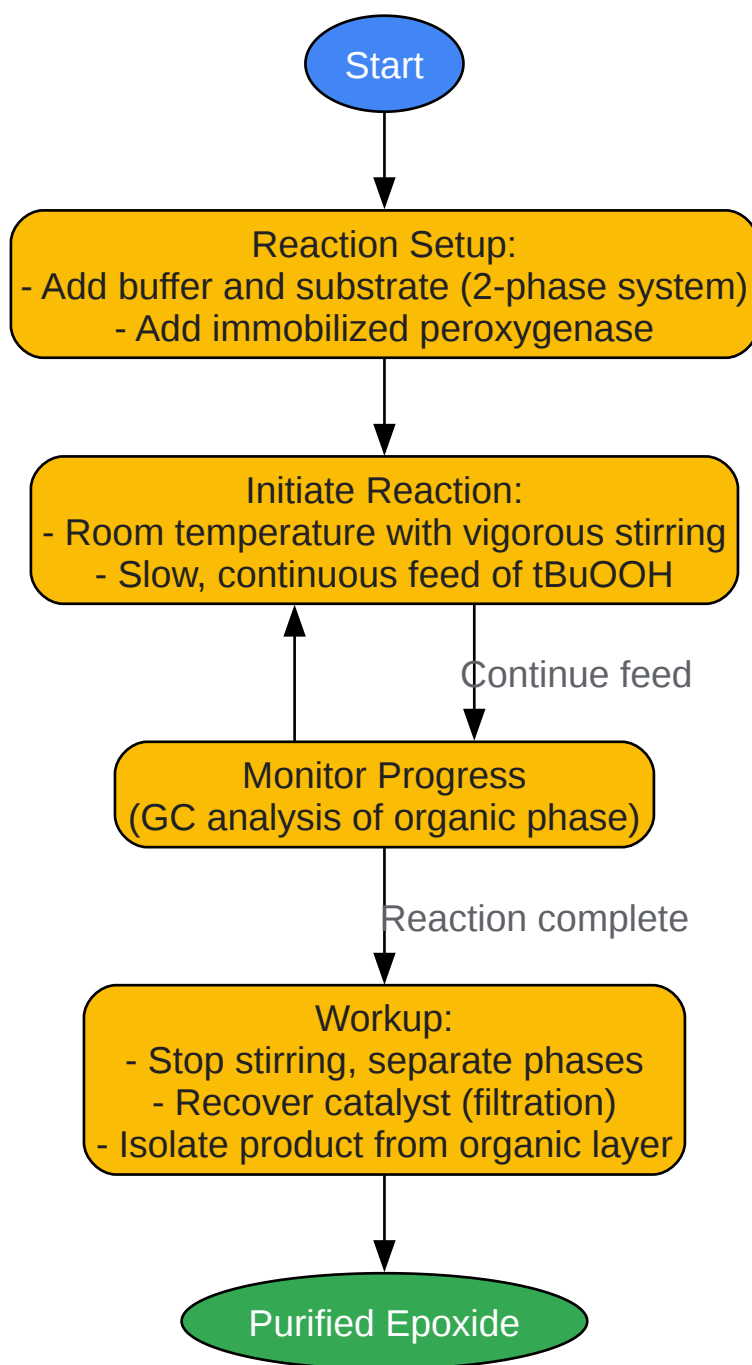 Start
Reaction Setup:
- Add buffer and substrate (2-phase system)
- Add immobilized peroxygenase
Initiate Reaction:
- Room temperature with vigorous stirring
- Slow, continuous feed of tBuOOH
Continue feed
Monitor Progress
(GC analysis of organic phase)
Reaction complete
Workup:
- Stop stirring, separate phases
- Recover catalyst (filtration)
- Isolate product from organic layer
Purified Epoxide